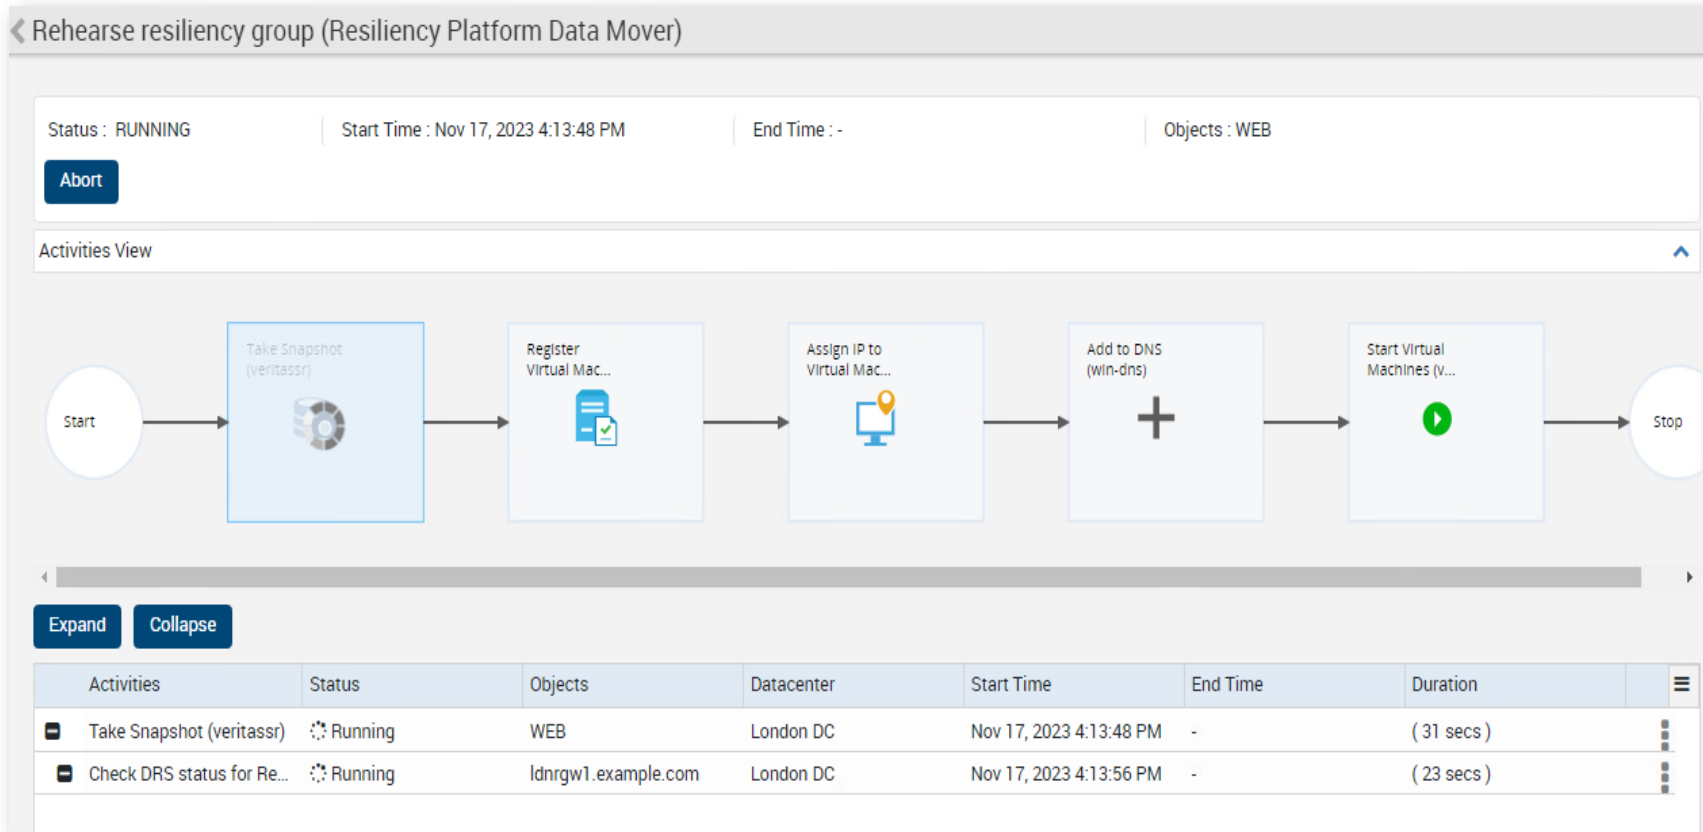 Rehearse resiliency group (Resiliency Platform Data Mover)
Status : RUNNING
Start Time : Nov 17, 2023 4:13:48 PM
End Time : -
Objects : WEB
Abort
Activities View
Start
Take Snapshot
(veritassr)
Register
Virtual Mac...
Assign IP to
Virtual Mac...
Add to DNS
(win-dns)
Start Virtual
Machines (v...
Stop
Expand
Collapse
Activities Status Objects Datacenter Start Time End Time Duration
Take Snapshot (veritassr) Running WEB London DC Nov 17, 2023 4:13:48 PM - ( 31 secs )
Check DRS status for Re... Running ldnrgw1.example.com London DC Nov 17, 2023 4:13:56 PM - ( 23 secs )